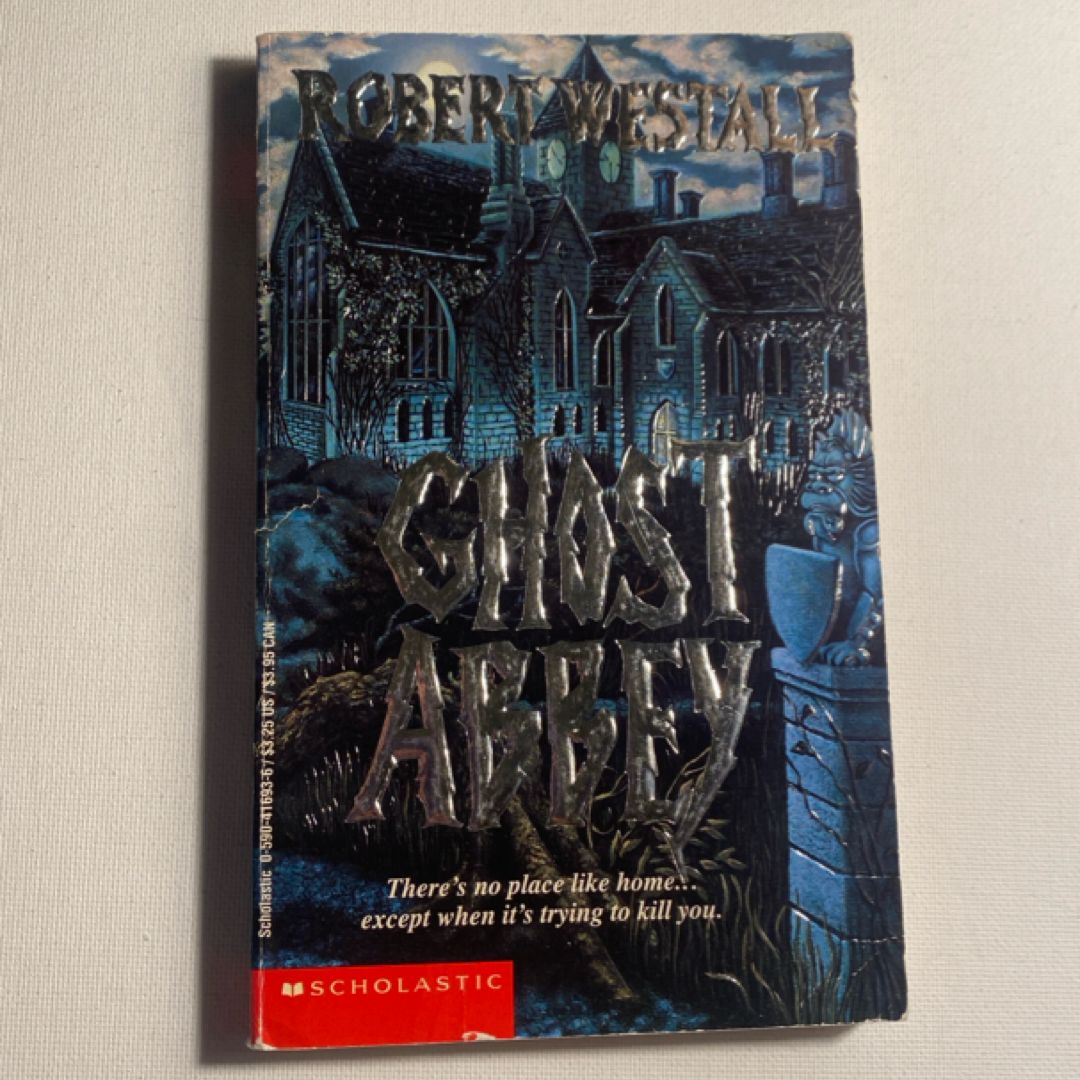 ROBERT WESTALL
GHOST
ABBEY
There's no place like home...
except when it's trying to kill you.
SCHOLASTIC
Scholastic 0-590-41693-6 / $3.25 US / $3.95 CAN